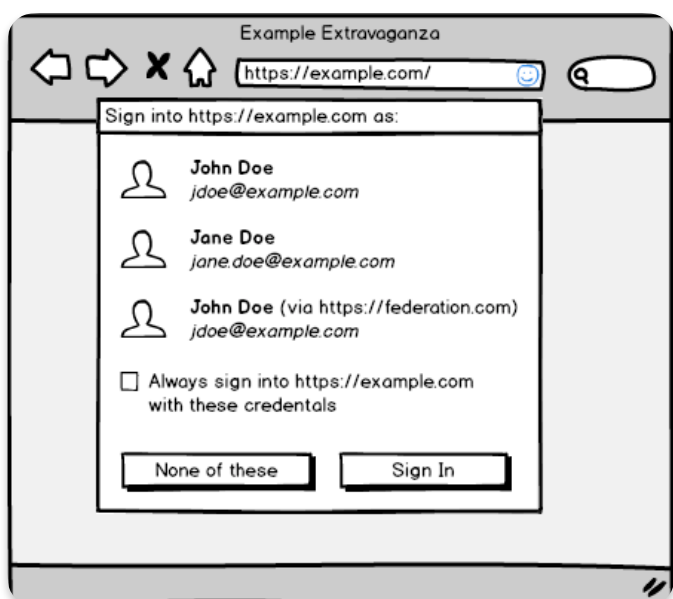 Example Extravaganza
https://example.com/
Sign into https://example.com as:
John Doe
jdoe@example.com
Jane Doe
jane.doe@example.com
John Doe (via https://federation.com)
jdoe@example.com
Always sign into https://example.com
with these credentals
None of these
Sign In